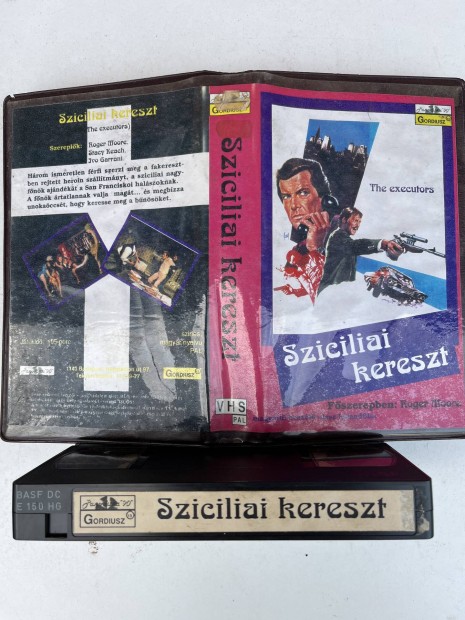 Sziciliai kereszt
(The executors)
Szereplők: Roger Moore,
Stacy Keach,
Ivo Garrani.
Három ismeretlen férfi szerzi meg a fakereszt-
ben rejtett heroin szállítmányt, a szicíliai nagy-
főnök ajándékát a San Franciskoi halászoknak.
A főnök ártatlannak valja magát... és megbízza
unokaöccsét, hogy keresse meg a bűnösöket.
PAL
GORDIUSZ
GORDIUSZ
Sziciliai kereszt
VHS
PAL
GORDIUSZ
The executors
Sziciliai
kereszt
Főszerepben: Roger Moore
BASF DC
E 150 HG
GORDIUSZ
Sziciliai kereszt